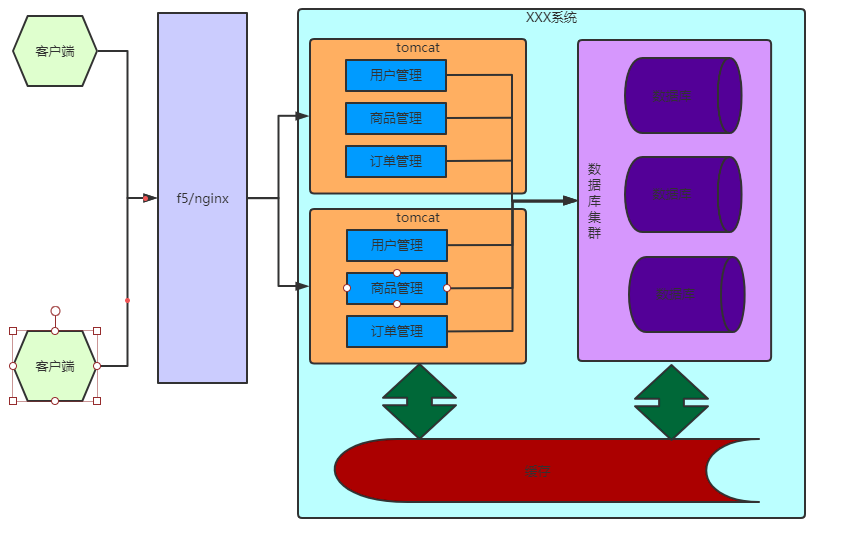 XXX系统
客户端
tomcat
用户管理
商品管理
订单管理
f5/nginx
tomcat
用户管理
商品管理
订单管理
数据库集群
数据库
数据库
数据库
客户端